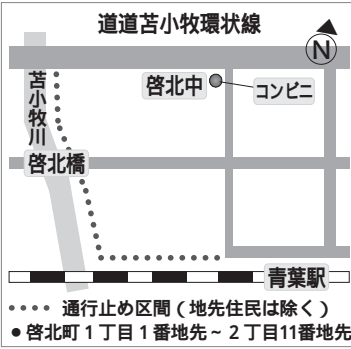 道道苫小牧環状線
N
啓北中
コンビニ
苫小牧川
啓北橋
青葉駅
•••• 通行止め区間（地先住民は除く）
●啓北町１丁目１番地先～２丁目11番地先